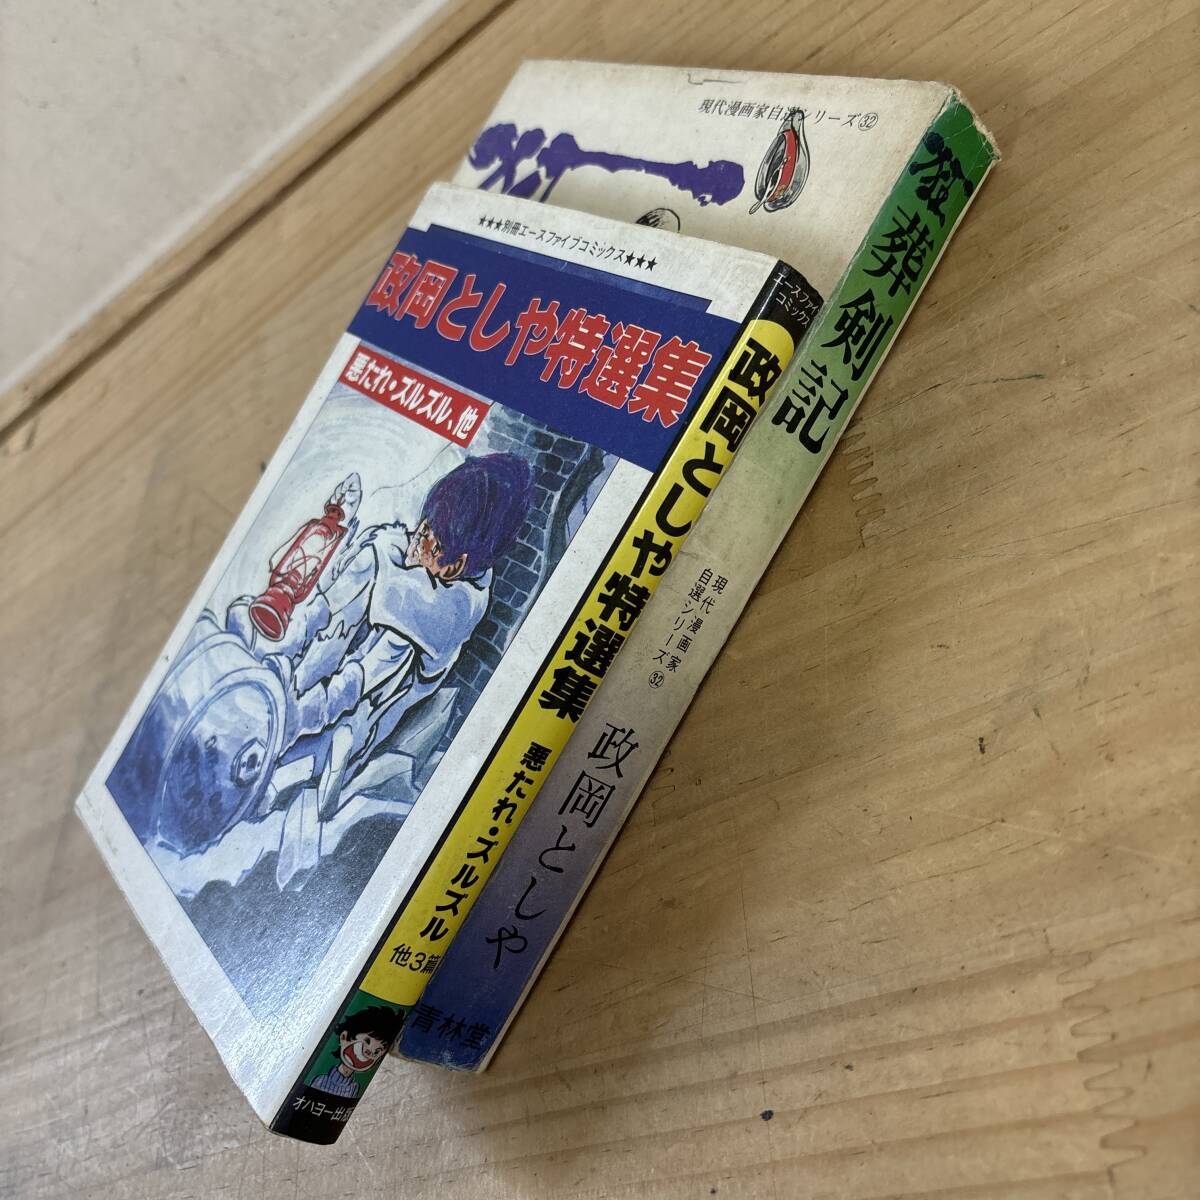 現代漫画家自選シリーズ㉜
狂葬剣記
現代漫画家
自選シリーズ㉜
政岡としや
青林堂
★★★別冊エースファイブコミックス★★★
政岡としや特選集
悪たれ・ズルズル、他
エースファイ
コミックス
政岡としや特選集
悪たれ・ズルズル
他3篇
オハヨー出版